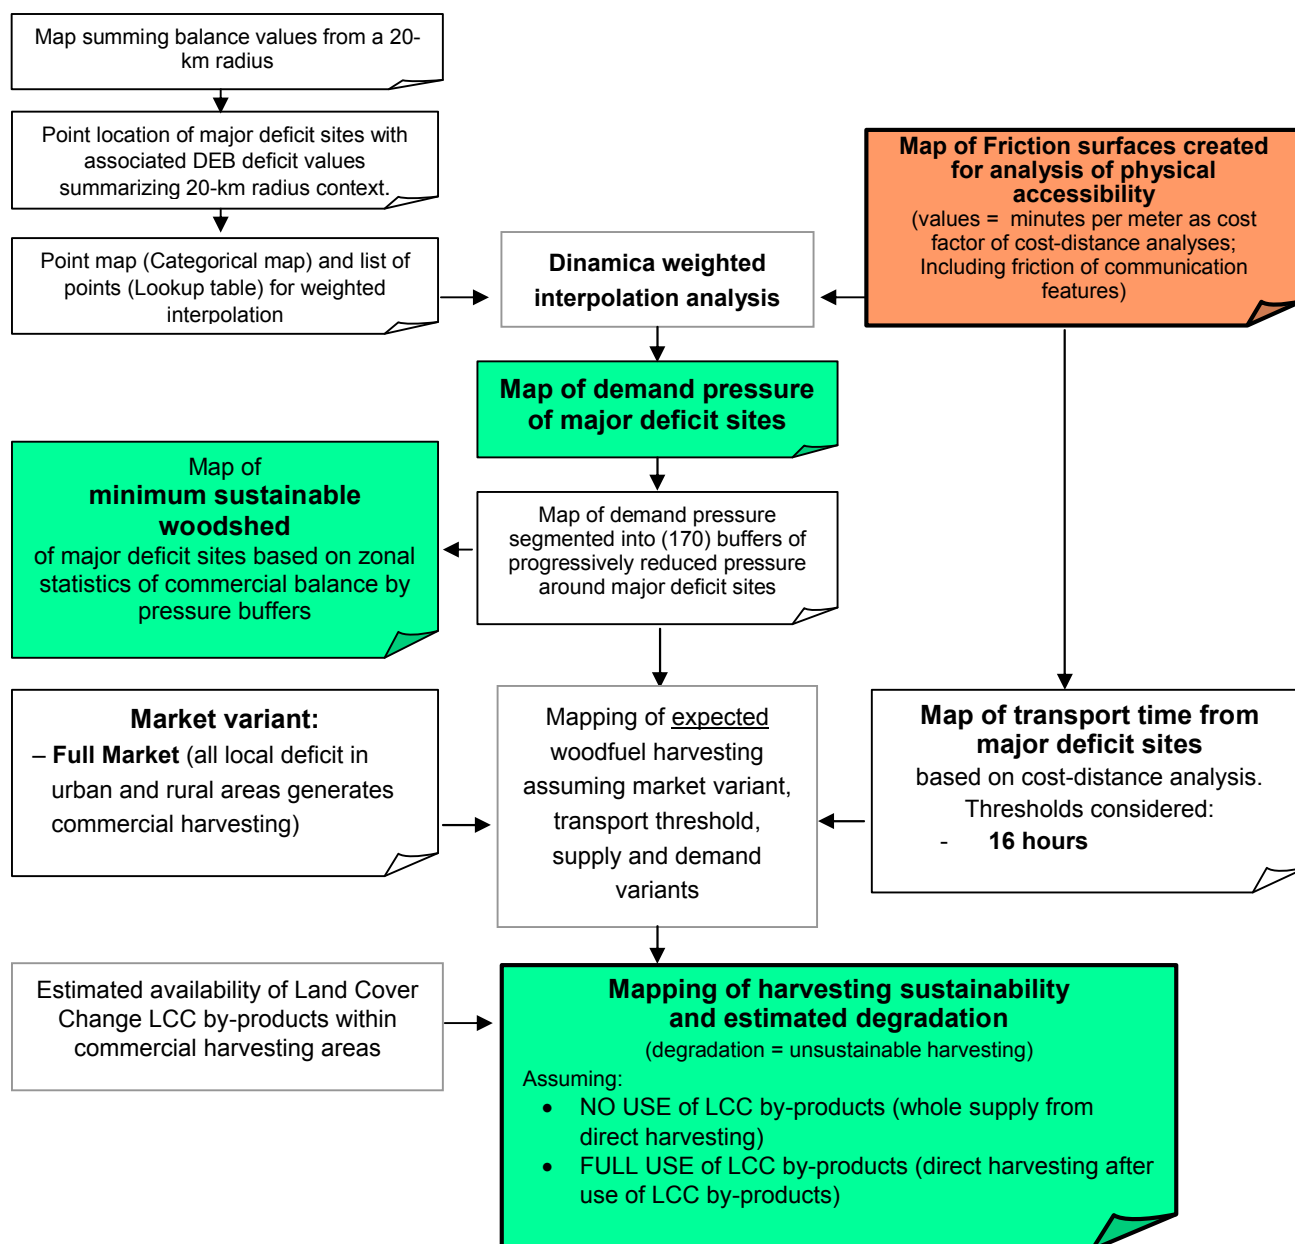 Map summing balance values from a 20-
km radius
Point location of major deficit sites with
associated DEB deficit values
summarizing 20-km radius context.
Point map (Categorical map) and list of
points (Lookup table) for weighted
interpolation
Dinamica weighted
interpolation analysis
Map of Friction surfaces created
for analysis of physical
accessibility
(values = minutes per meter as cost
factor of cost-distance analyses;
Including friction of communication
features)
Map of demand pressure
of major deficit sites
Map of
minimum sustainable
woodshed
of major deficit sites based on zonal
statistics of commercial balance by
pressure buffers
Map of demand pressure
segmented into (170) buffers of
progressively reduced pressure
around major deficit sites
Market variant:
– Full Market (all local deficit in
urban and rural areas generates
commercial harvesting)
Mapping of expected
woodfuel harvesting
assuming market variant,
transport threshold,
supply and demand
variants
Map of transport time from
major deficit sites
based on cost-distance analysis.
Thresholds considered:
- 16 hours
Estimated availability of Land Cover
Change LCC by-products within
commercial harvesting areas
Mapping of harvesting sustainability
and estimated degradation
(degradation = unsustainable harvesting)
Assuming:
• NO USE of LCC by-products (whole supply from
direct harvesting)
• FULL USE of LCC by-products (direct harvesting after
use of LCC by-products)